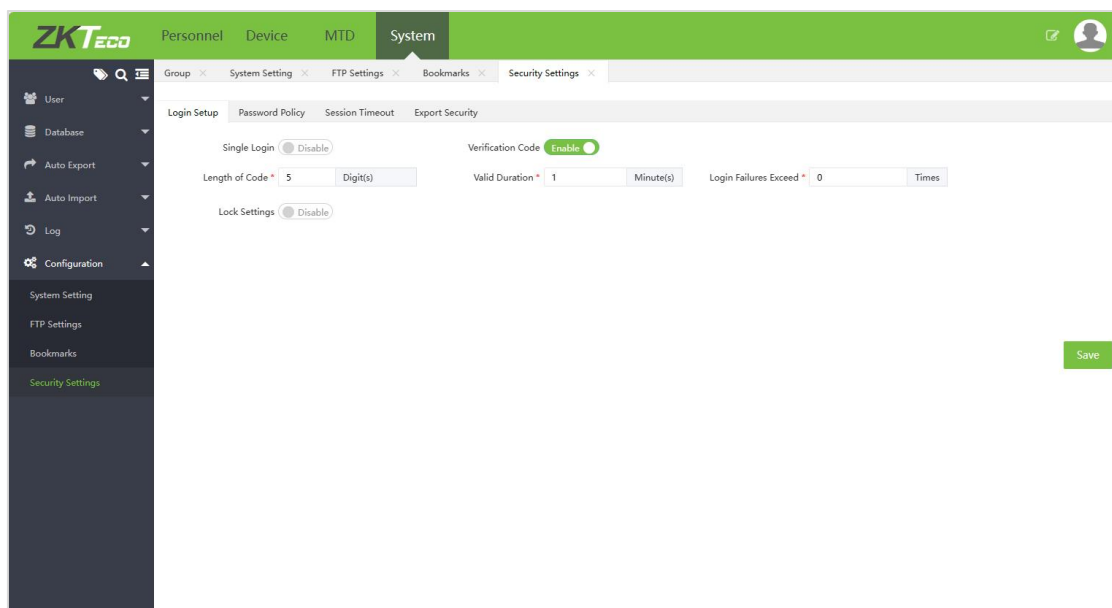 ZKTECO Personnel Device MTD System
Group System Setting FTP Settings Bookmarks Security Settings
User
Database
Auto Export
Auto Import
Log
Configuration
System Setting
FTP Settings
Bookmarks
Security Settings
Login Setup Password Policy Session Timeout Export Security
Single Login Disable Verification Code Enable
Length of Code * 5 Digit(s) Valid Duration * 1 Minute(s) Login Failures Exceed * 0 Times
Lock Settings Disable
Save